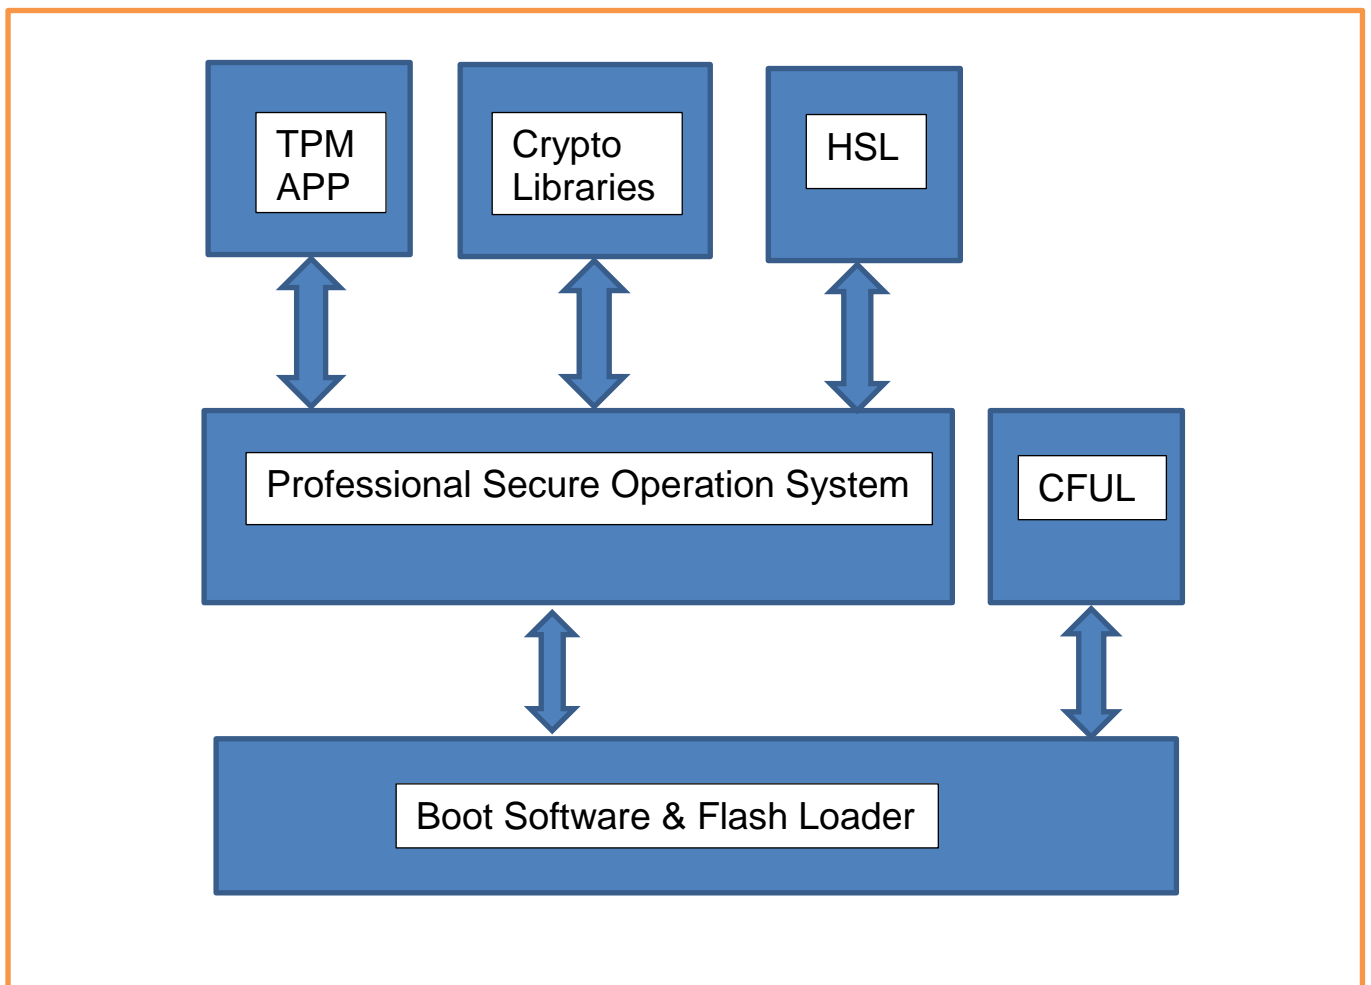 TPM
APP
Crypto
Libraries
HSL
Professional Secure Operation System
CFUL
Boot Software & Flash Loader